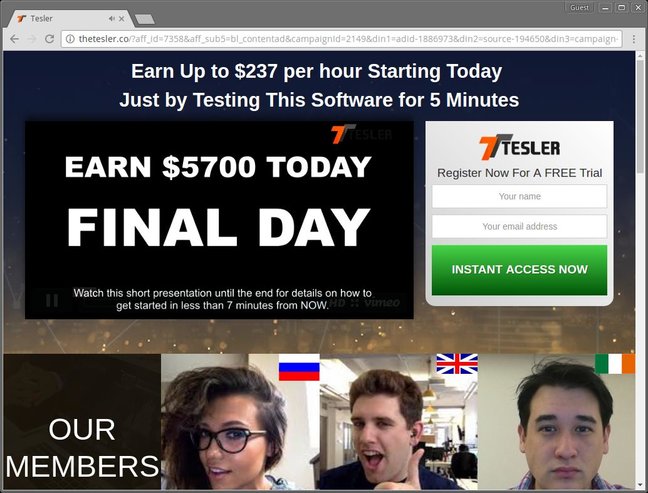 Guest
Tesler
thetesler.co/?aff_id=7358&aff_sub5=bl_contentad&campaignId=2149&din1=adid-1886973&din2=source-194650&din3=campaign-
Earn Up to $237 per hour Starting Today
Just by Testing This Software for 5 Minutes
TESLER
EARN $5700 TODAY
FINAL DAY
Watch this short presentation until the end for details on how to
get started in less than 7 minutes from NOW.
HD vimeo
TESLER
Register Now For A FREE Trial
Your name
Your email address
INSTANT ACCESS NOW
OUR
MEMBERS